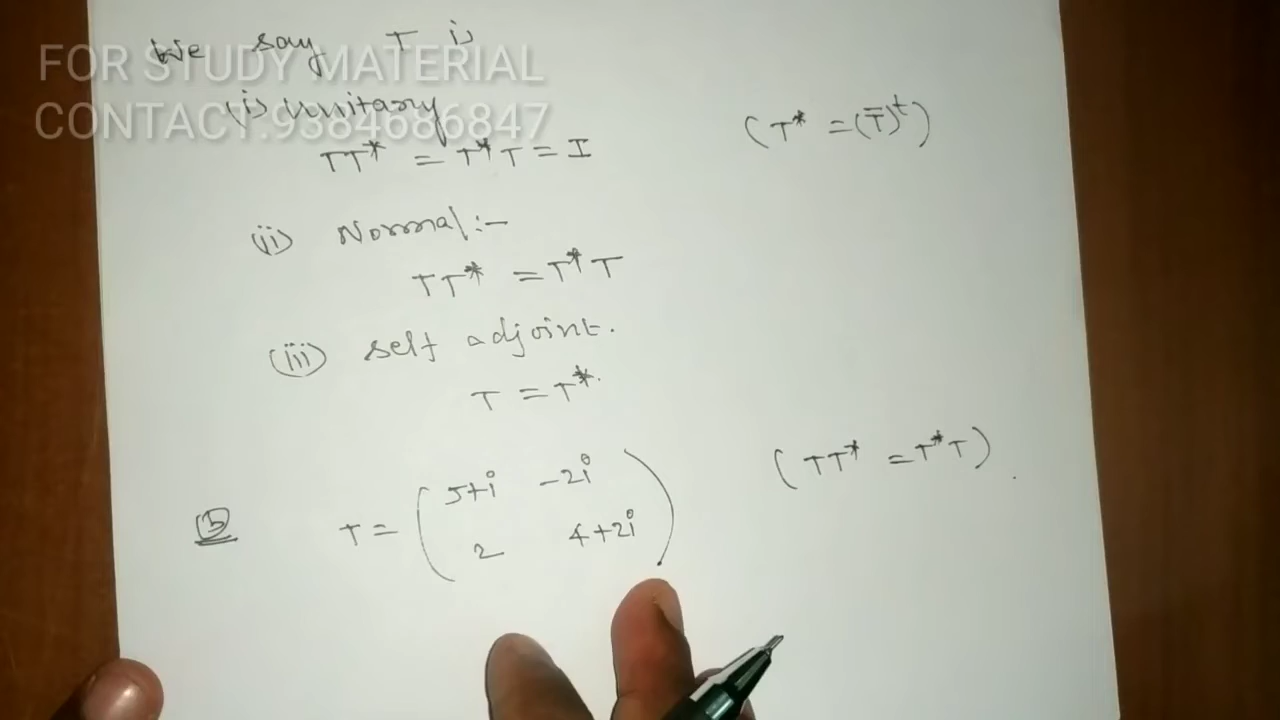 We say T is
FOR STUDY MATERIAL
(i) Unitary
CONTACT:9384686847
TT* = T*T = I (T* = (T̄)ᵗ)
(ii) Normal :-
TT* = T*T
(iii) self adjoint.
T = T*.
(TT* = T*T).
5+i -2i
T =
2 4+2i